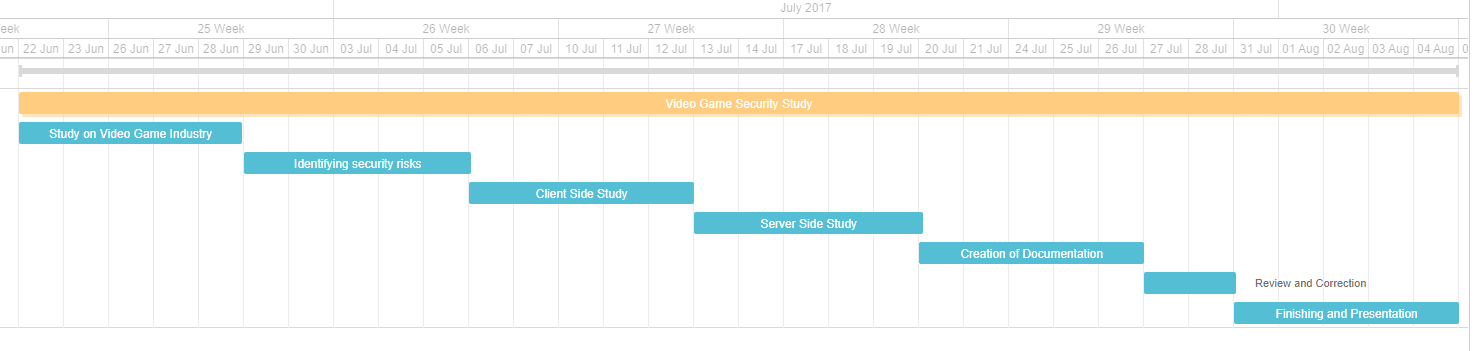 July 2017
eek 25 Week 26 Week 27 Week 28 Week 29 Week 30 Week
un 22 Jun 23 Jun 26 Jun 27 Jun 28 Jun 29 Jun 30 Jun 03 Jul 04 Jul 05 Jul 06 Jul 07 Jul 10 Jul 11 Jul 12 Jul 13 Jul 14 Jul 17 Jul 18 Jul 19 Jul 20 Jul 21 Jul 24 Jul 25 Jul 26 Jul 27 Jul 28 Jul 31 Jul 01 Aug 02 Aug 03 Aug 04 Aug 0
Video Game Security Study
Study on Video Game Industry
Identifying security risks
Client Side Study
Server Side Study
Creation of Documentation
Review and Correction
Finishing and Presentation